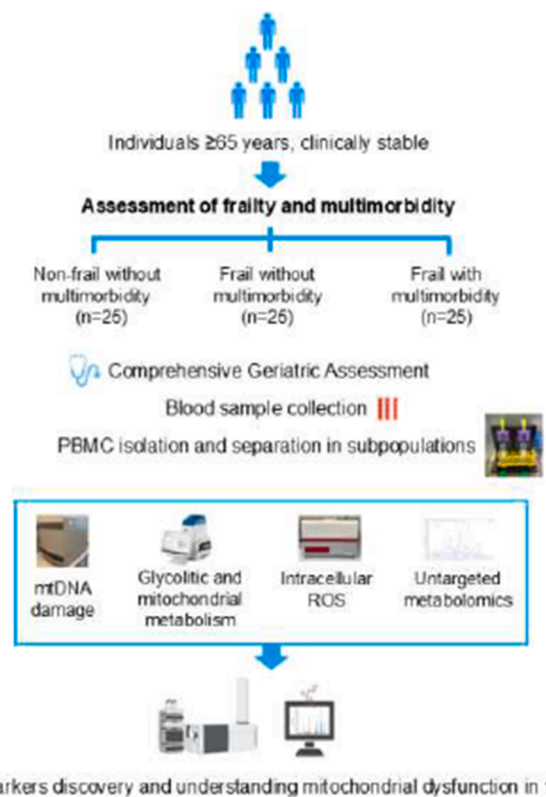 Individuals ≥65 years, clinically stable
Assessment of frailty and multimorbidity
Non-frail without
multimorbidity
(n=25)
Frail without
multimorbidity
(n=25)
Frail with
multimorbidity
(n=25)
Comprehensive Geriatric Assessment
Blood sample collection
PBMC isolation and separation in subpopulations
mtDNA
damage
Glycolitic and
mitochondrial
metabolism
Intracellular
ROS
Untargeted
metabolomics
arkers discovery and understanding mitochondrial dysfunction in